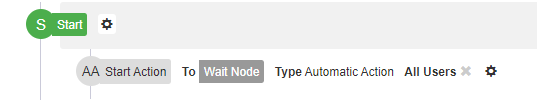 S Start
AA Start Action To Wait Node Type Automatic Action All Users